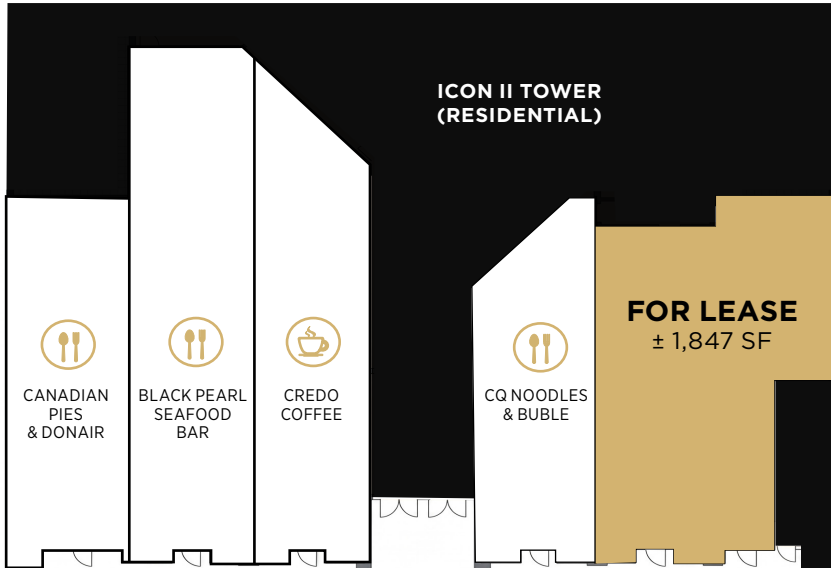 ICON II TOWER
(RESIDENTIAL)
FOR LEASE
± 1,847 SF
CANADIAN
PIES
& DONAIR
BLACK PEARL
SEAFOOD
BAR
CREDO
COFFEE
CQ NOODLES
& BUBLE